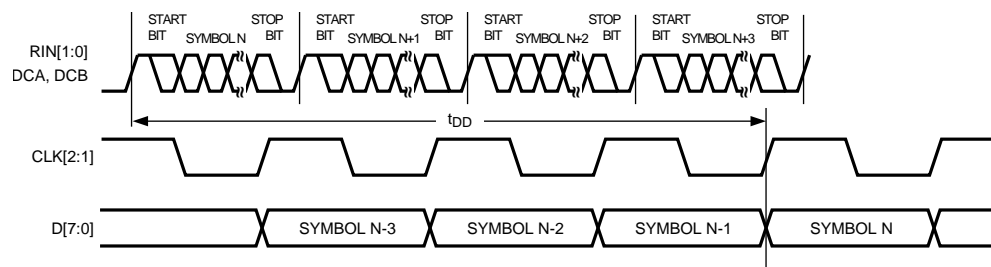 START STOP START STOP START STOP START STOP
BIT SYMBOL N BIT BIT SYMBOL N+1 BIT BIT SYMBOL N+2 BIT BIT SYMBOL N+3 BIT
RIN[1:0]
DCA, DCB
tDD
CLK[2:1]
D[7:0] SYMBOL N-3 SYMBOL N-2 SYMBOL N-1 SYMBOL N